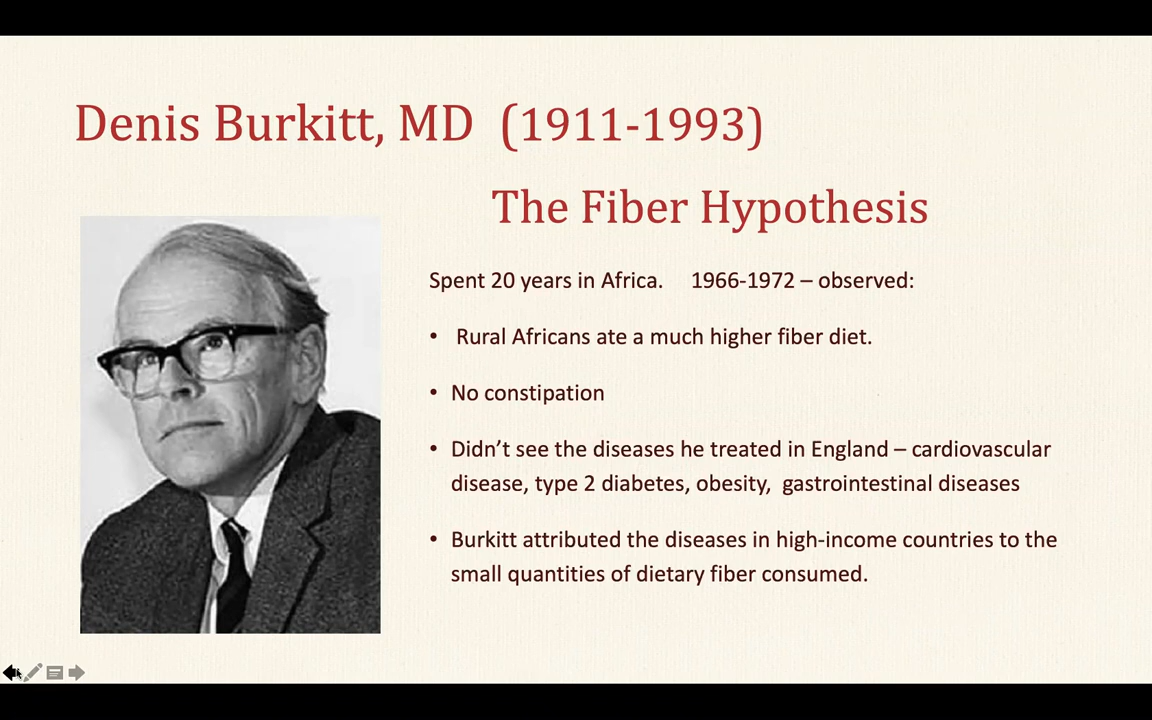 Denis Burkitt, MD  (1911-1993)
The Fiber Hypothesis
Spent 20 years in Africa.    1966-1972 – observed:
•  Rural Africans ate a much higher fiber diet.
• No constipation
• Didn’t see the diseases he treated in England – cardiovascular
disease, type 2 diabetes, obesity,  gastrointestinal diseases
• Burkitt attributed the diseases in high-income countries to the
small quantities of dietary fiber consumed.